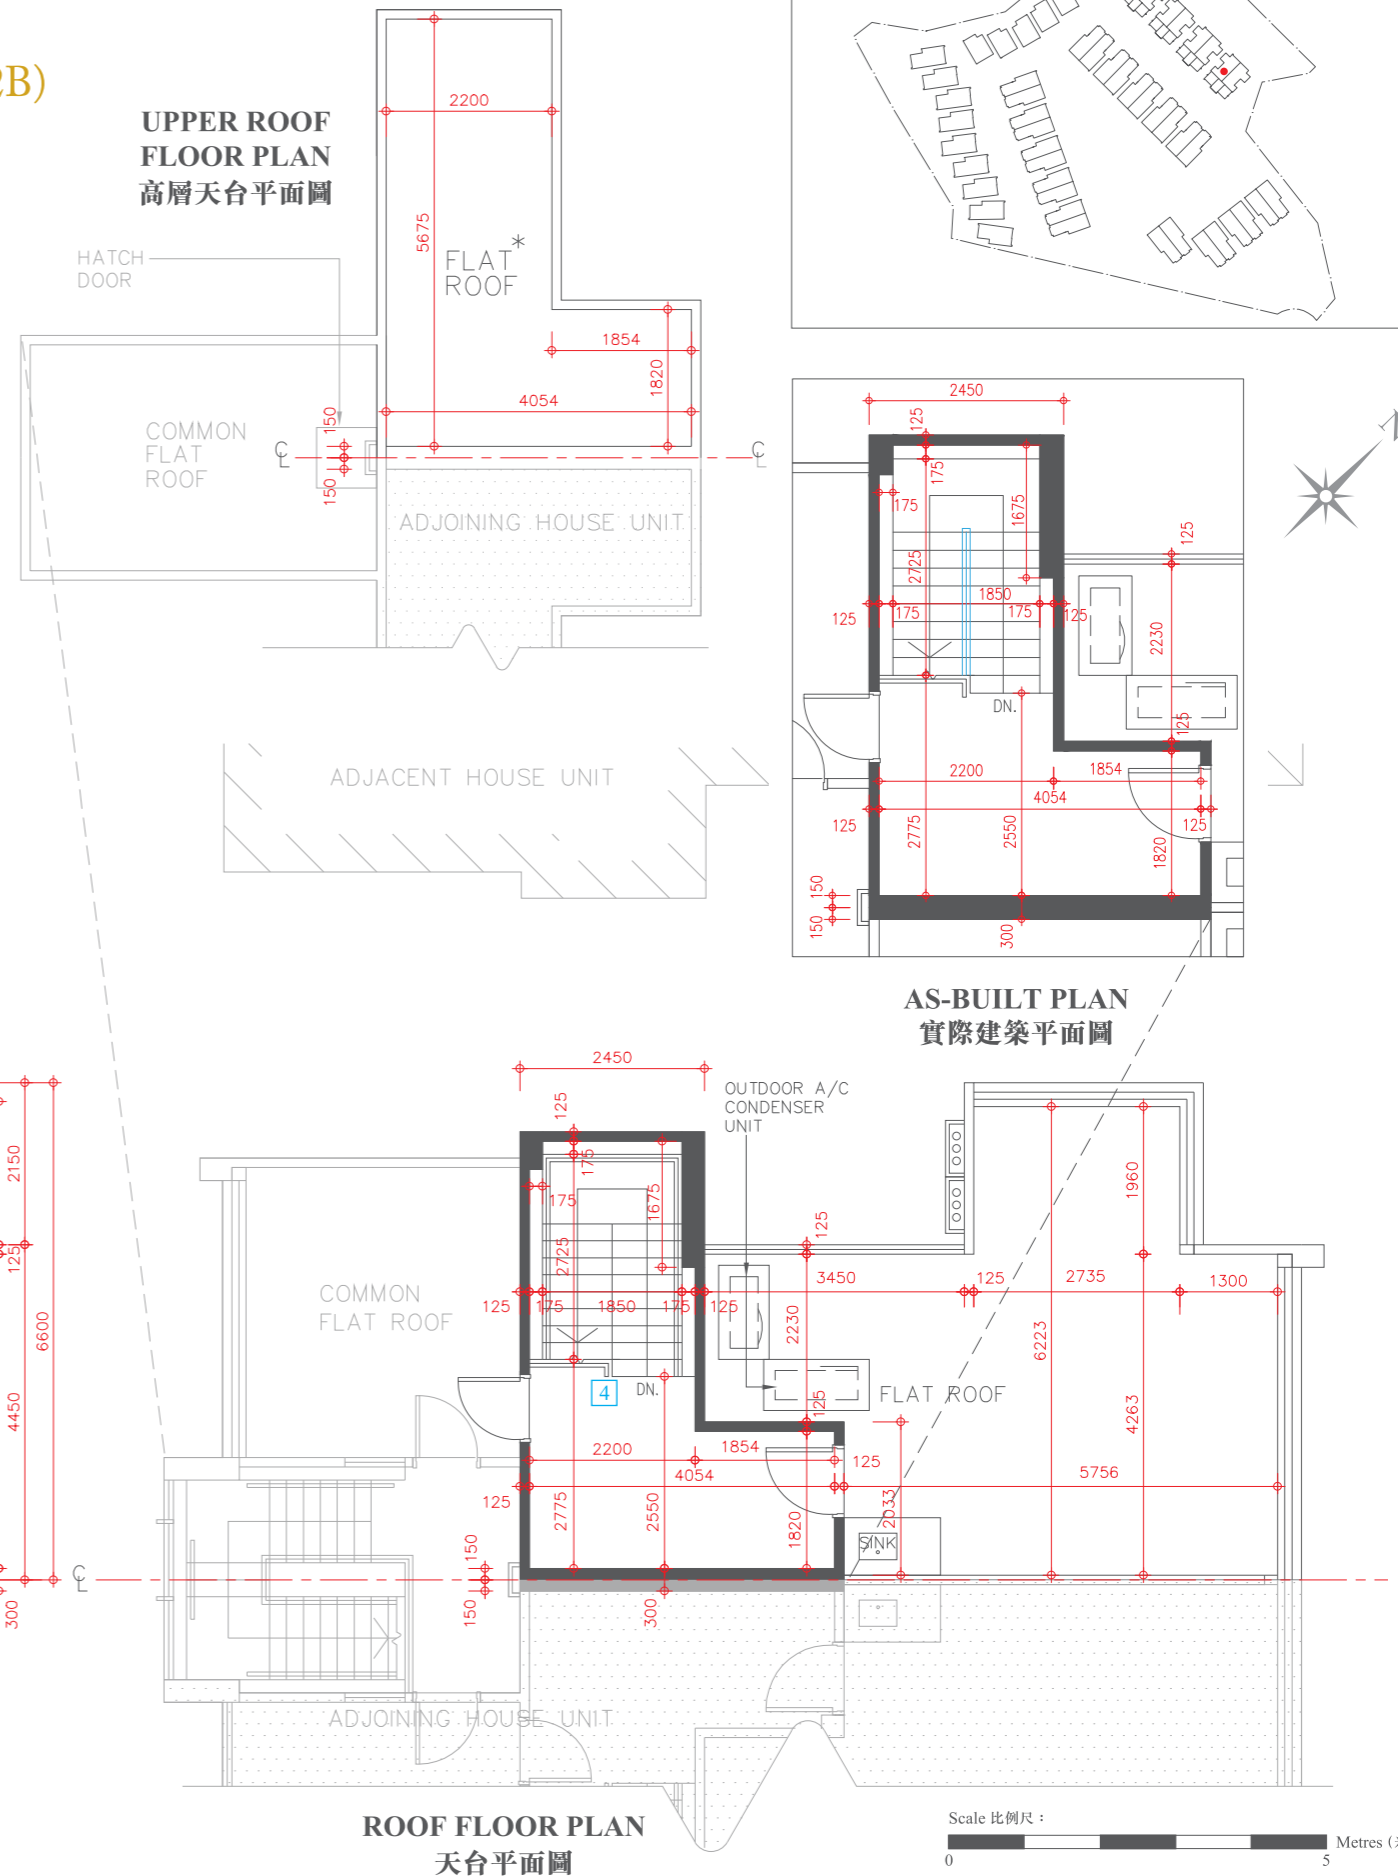 2B)
UPPER ROOF
FLOOR PLAN
高層天台平面圖
HATCH
DOOR
2200
5675
FLAT*
ROOF
1854
1820
4054
150
150
COMMON
FLAT
ROOF
CL
CL
ADJOINING HOUSE UNIT
ADJACENT HOUSE UNIT
2450
125
175
175
1675
2725
125
175
1850
175
125
125
2230
125
DN.
2200
1854
4054
125
125
2775
2550
1820
150
150
300
AS-BUILT PLAN
實際建築平面圖
2450
OUTDOOR A/C
CONDENSER
UNIT
125
175
175
1675
2725
125
175
1850
175
125
125
3450
125
2735
1300
1960
2230
6223
4263
125
2150
125
6600
4450
300
COMMON
FLAT ROOF
4
DN.
FLAT ROOF
2200
1854
4054
125
125
5756
2775
2550
1820
2033
150
150
300
SINK
CL
ADJOINING HOUSE UNIT
ROOF FLOOR PLAN
天台平面圖
Scale 比例尺：
0
5
Metres